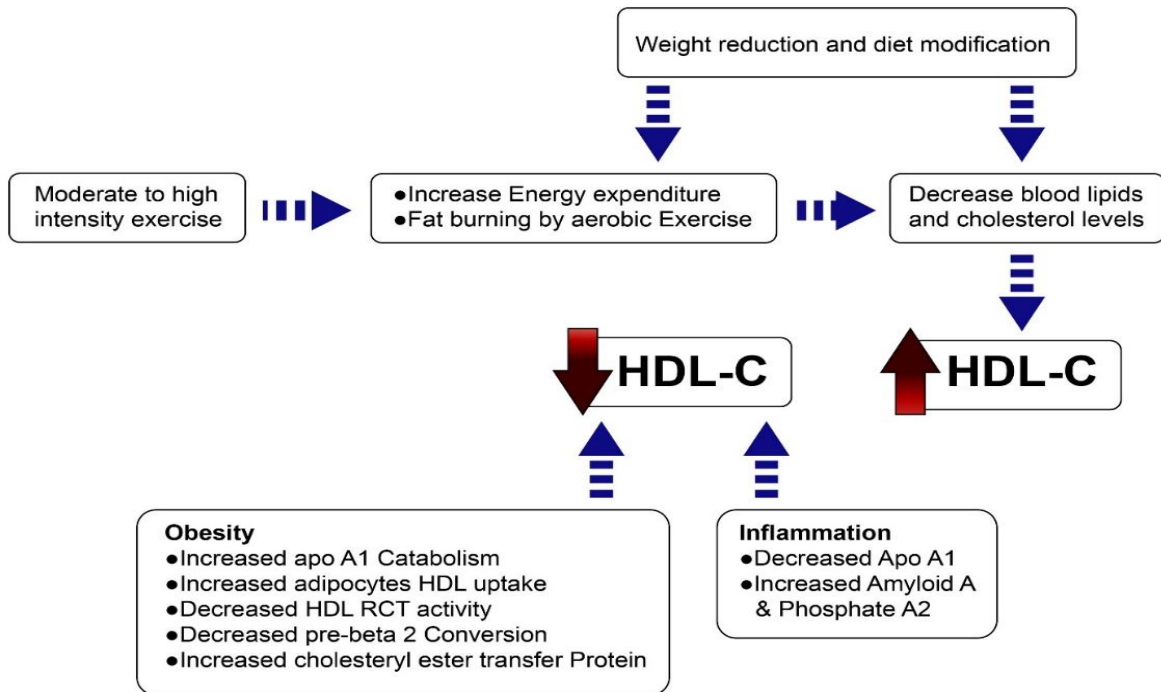 Weight reduction and diet modification
Moderate to high
intensity exercise
●Increase Energy expenditure
●Fat burning by aerobic Exercise
Decrease blood lipids
and cholesterol levels
HDL-C
HDL-C
Obesity
●Increased apo A1 Catabolism
●Increased adipocytes HDL uptake
●Decreased HDL RCT activity
●Decreased pre-beta 2 Conversion
●Increased cholesteryl ester transfer Protein
Inflammation
●Decreased Apo A1
●Increased Amyloid A
& Phosphate A2